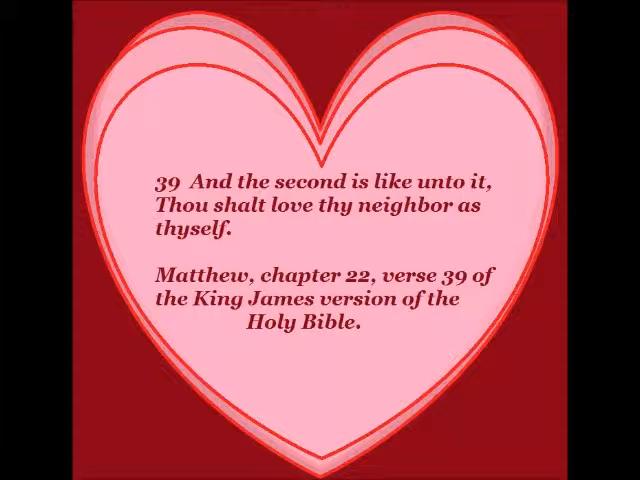 39 And the second is like unto it,
Thou shalt love thy neighbor as
thyself.
Matthew, chapter 22, verse 39 of
the King James version of the
Holy Bible.